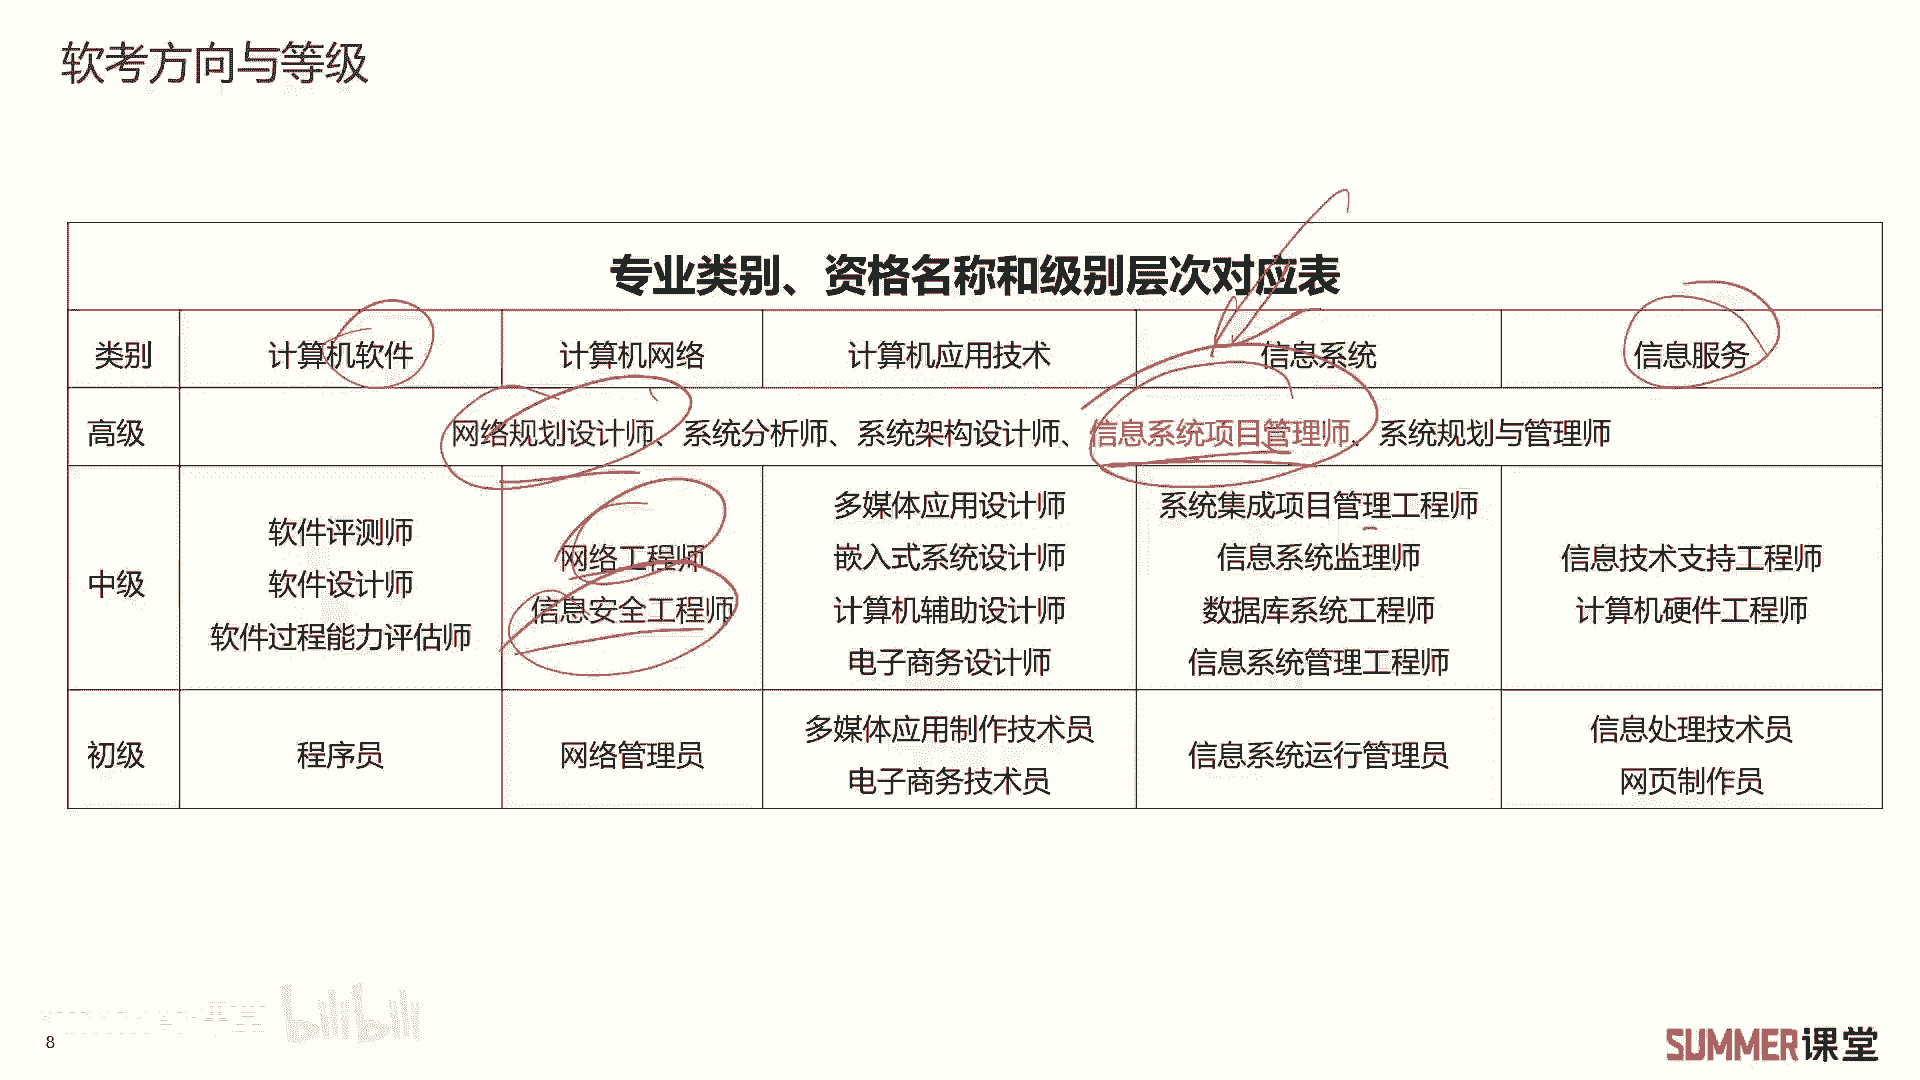 软考方向与等级
专业类别、资格名称和级别层次对应表
类别 计算机软件 计算机网络 计算机应用技术 信息系统 信息服务
高级 网络规划设计师、系统分析师、系统架构设计师、信息系统项目管理师、系统规划与管理师
中级
软件评测师
软件设计师
软件过程能力评估师
网络工程师
信息安全工程师
多媒体应用设计师
嵌入式系统设计师
计算机辅助设计师
电子商务设计师
系统集成项目管理工程师
信息系统监理师
数据库系统工程师
信息系统管理工程师
信息技术支持工程师
计算机硬件工程师
初级
程序员
网络管理员
多媒体应用制作技术员
电子商务技术员
信息系统运行管理员
信息处理技术员
网页制作员
bilibili
8
SUMMER课堂